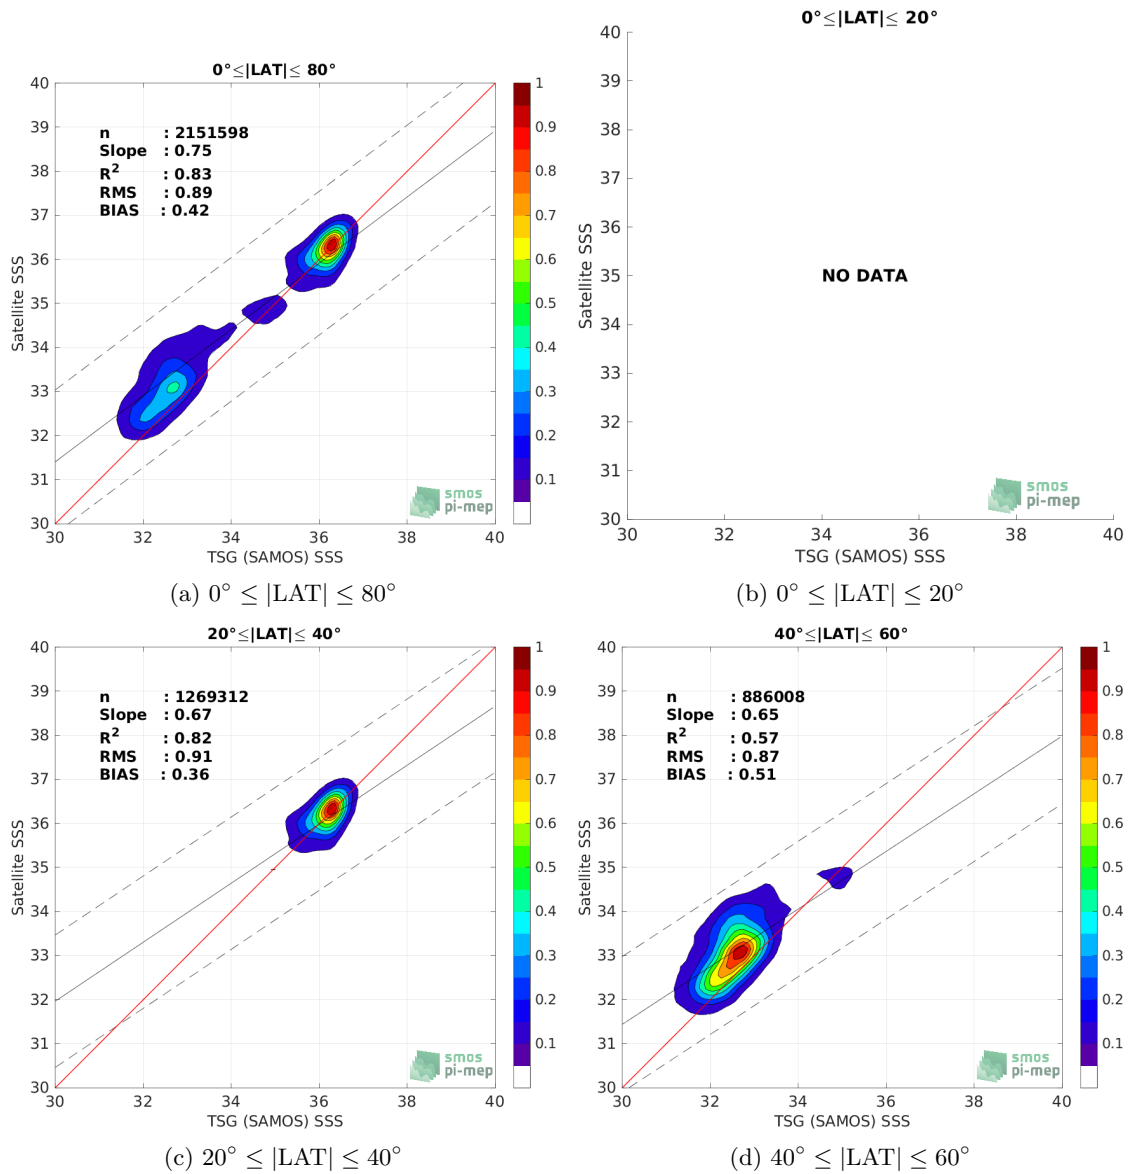 0°≤|LAT|≤ 80°
40
39
38
37
36
35
34
33
32
31
30
Satellite SSS
n : 2151598
Slope : 0.75
R² : 0.83
RMS : 0.89
BIAS : 0.42
smos
pi-mep
30 32 34 36 38 40
TSG (SAMOS) SSS
1
0.9
0.8
0.7
0.6
0.5
0.4
0.3
0.2
0.1
(a) 0° ≤ |LAT| ≤ 80°
0°≤|LAT|≤ 20°
40
39
38
37
36
35
34
33
32
31
30
Satellite SSS
NO DATA
smos
pi-mep
30 32 34 36 38 40
TSG (SAMOS) SSS
(b) 0° ≤ |LAT| ≤ 20°
20°≤|LAT|≤ 40°
40
39
38
37
36
35
34
33
32
31
30
Satellite SSS
n : 1269312
Slope : 0.67
R² : 0.82
RMS : 0.91
BIAS : 0.36
smos
pi-mep
30 32 34 36 38 40
TSG (SAMOS) SSS
1
0.9
0.8
0.7
0.6
0.5
0.4
0.3
0.2
0.1
(c) 20° ≤ |LAT| ≤ 40°
40°≤|LAT|≤ 60°
40
39
38
37
36
35
34
33
32
31
30
Satellite SSS
n : 886008
Slope : 0.65
R² : 0.57
RMS : 0.87
BIAS : 0.51
smos
pi-mep
30 32 34 36 38 40
TSG (SAMOS) SSS
1
0.9
0.8
0.7
0.6
0.5
0.4
0.3
0.2
0.1
(d) 40° ≤ |LAT| ≤ 60°